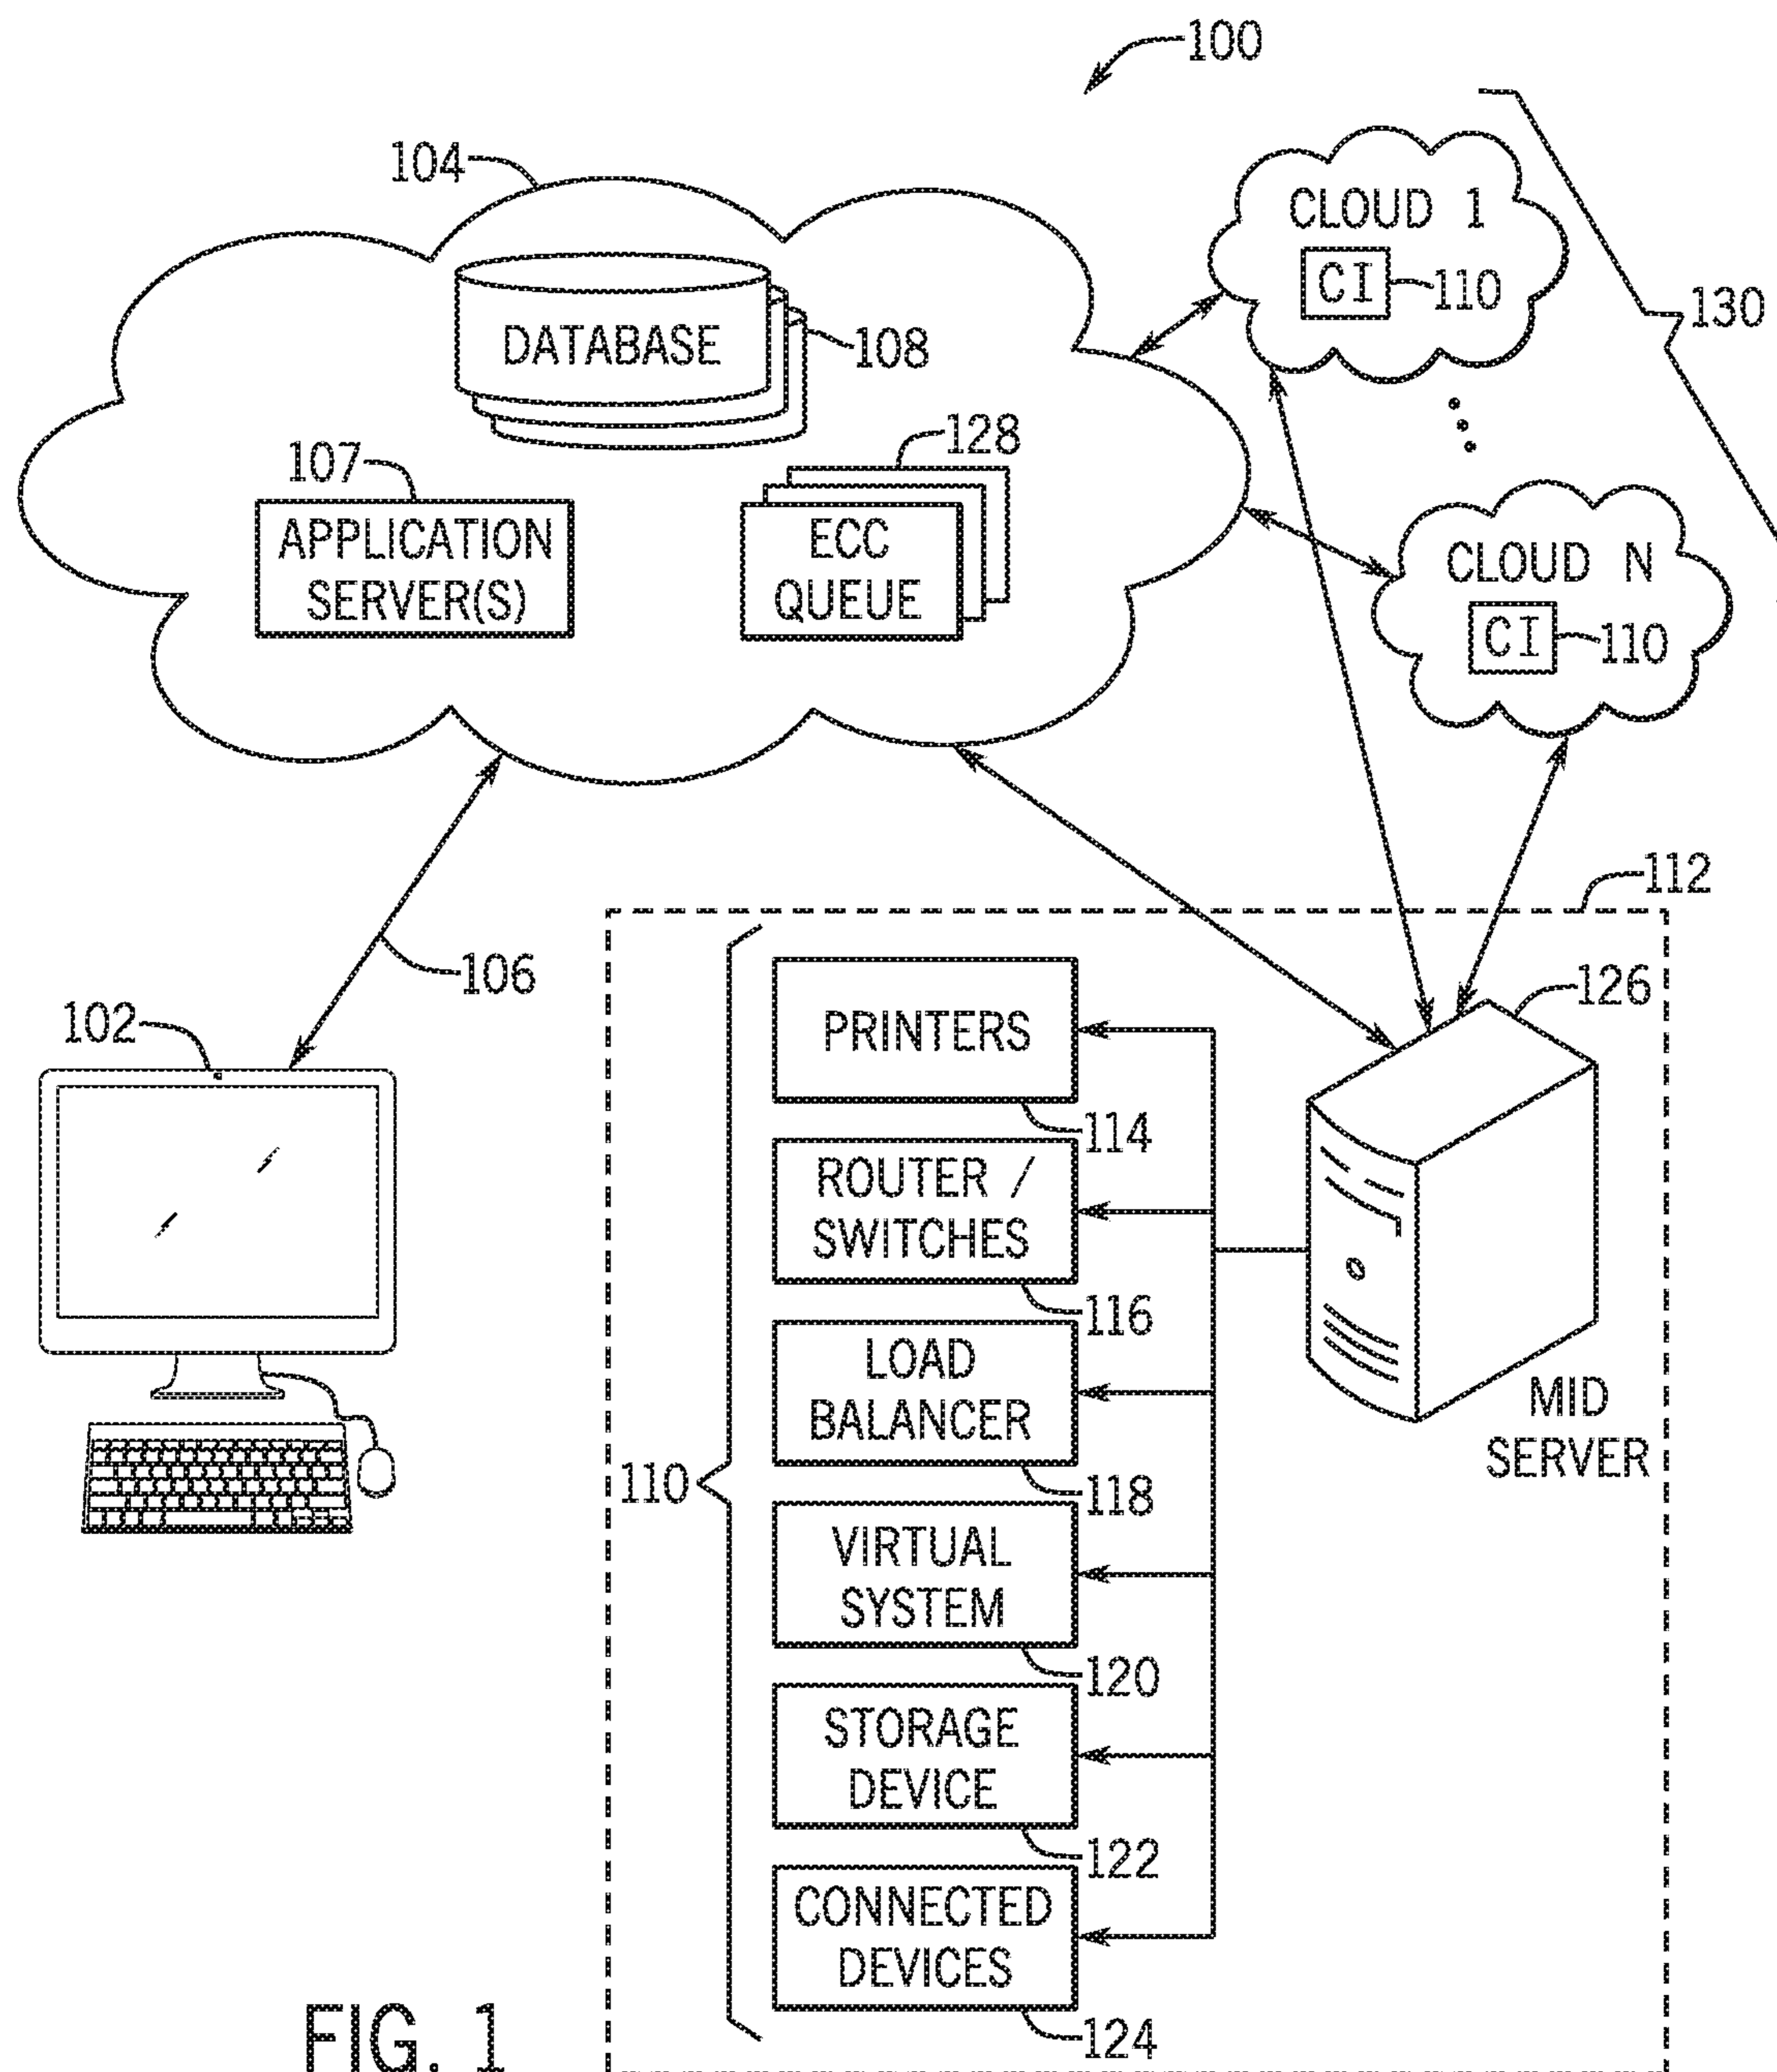 100
104
CLOUD 1
CI
110
130
DATABASE
108
107
128
APPLICATION
SERVER(S)
ECC
QUEUE
CLOUD N
CI
110
112
106
126
102
PRINTERS
114
ROUTER /
SWITCHES
116
LOAD
BALANCER
118
MID
SERVER
110
VIRTUAL
SYSTEM
120
STORAGE
DEVICE
122
CONNECTED
DEVICES
124
FIG. 1